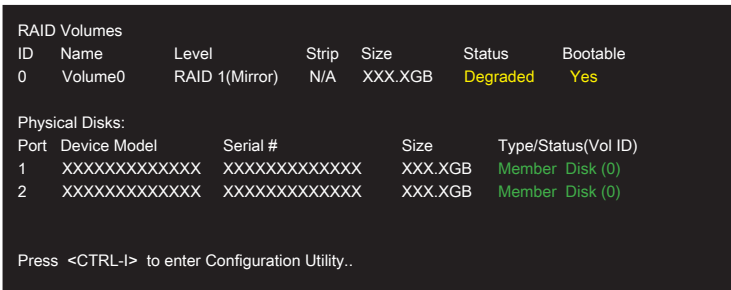 RAID Volumes
ID Name Level Strip Size Status Bootable
0 Volume0 RAID 1(Mirror) N/A XXX.XGB Degraded Yes
Physical Disks:
Port Device Model Serial # Size Type/Status(Vol ID)
1 XXXXXXXXXXXXX XXXXXXXXXXXXX XXX.XGB Member Disk (0)
2 XXXXXXXXXXXXX XXXXXXXXXXXXX XXX.XGB Member Disk (0)
Press <CTRL-I> to enter Configuration Utility..